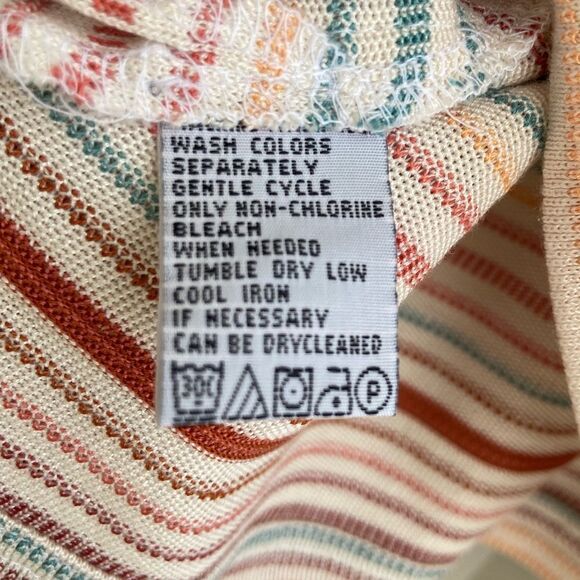 WASH COLORS
SEPARATELY
GENTLE CYCLE
ONLY NON-CHLORINE
BLEACH
WHEN NEEDED
TUMBLE DRY LOW
COOL IRON
IF NECESSARY
CAN BE DRYCLEANED
30C P